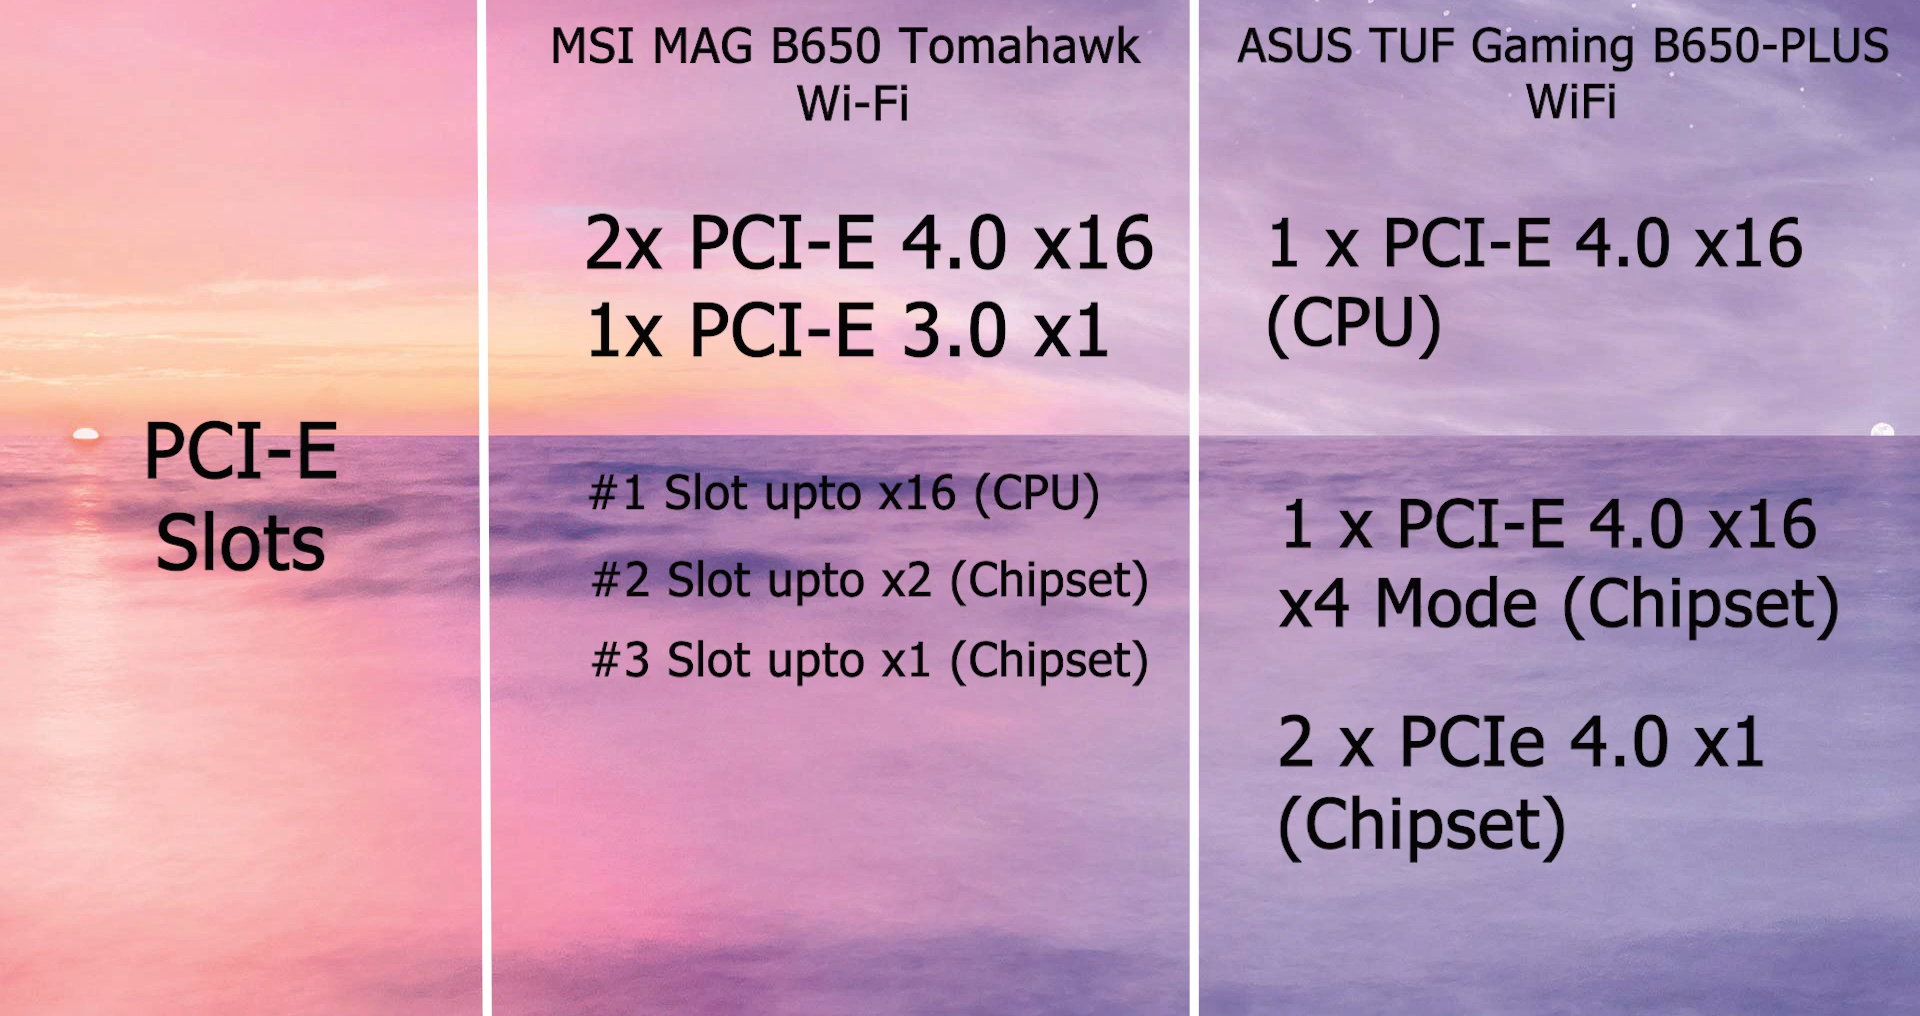 PCI-E
Slots
MSI MAG B650 Tomahawk
Wi-Fi
2x PCI-E 4.0 x16
1x PCI-E 3.0 x1
#1 Slot upto x16 (CPU)
#2 Slot upto x2 (Chipset)
#3 Slot upto x1 (Chipset)
ASUS TUF Gaming B650-PLUS
WiFi
1 x PCI-E 4.0 x16
(CPU)
1 x PCI-E 4.0 x16
x4 Mode (Chipset)
2 x PCIe 4.0 x1
(Chipset)